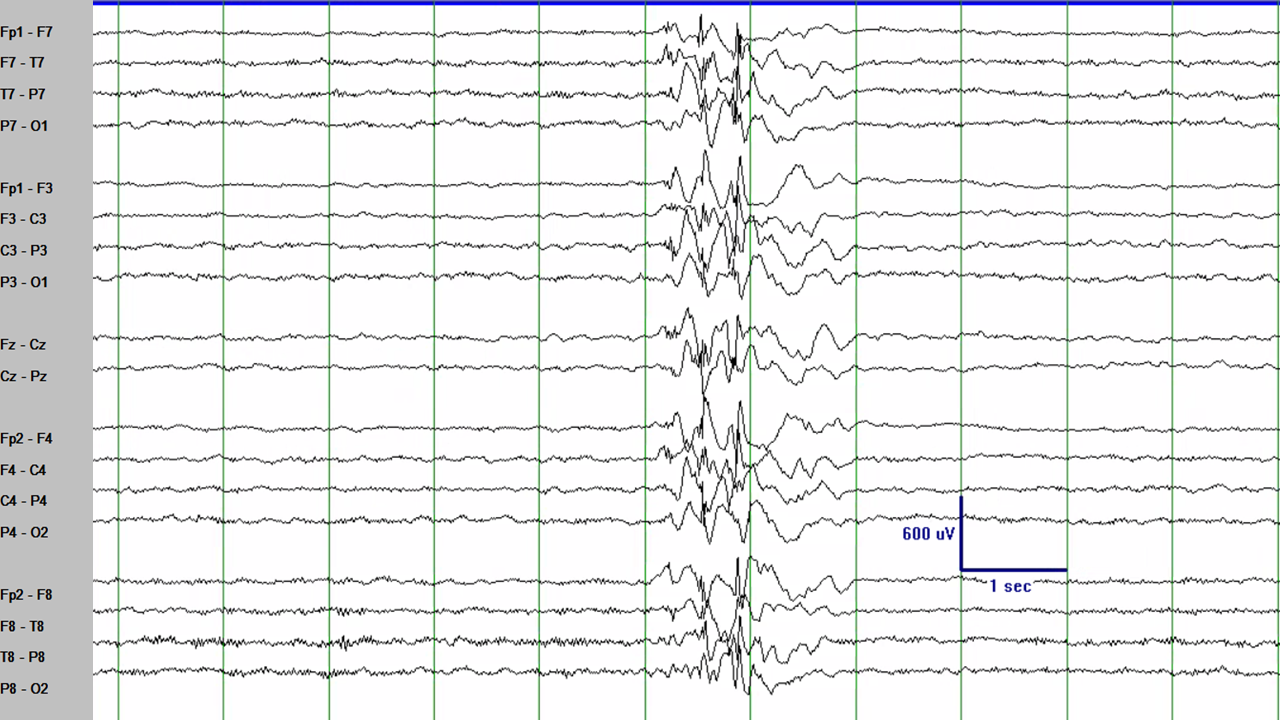 Fp1 - F7
F7 - T7
T7 - P7
P7 - O1
Fp1 - F3
F3 - C3
C3 - P3
P3 - O1
Fz - Cz
Cz - Pz
Fp2 - F4
F4 - C4
C4 - P4
P4 - O2
600 uV
1 sec
Fp2 - F8
F8 - T8
T8 - P8
P8 - O2